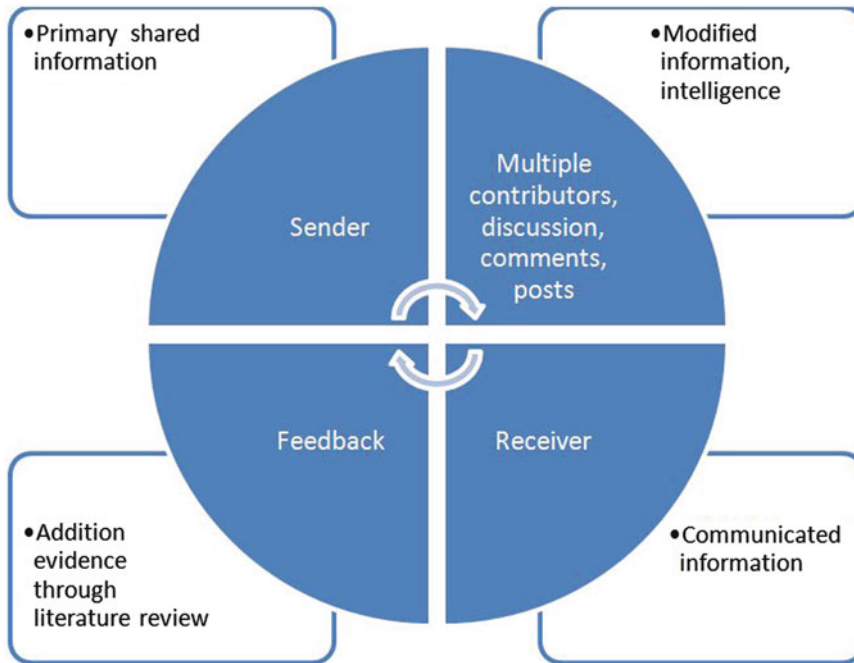 •Primary shared
information
•Modified
information,
intelligence
Sender
Multiple
contributors,
discussion,
comments,
posts
Feedback
Receiver
•Addition
evidence
through
literature review
•Communicated
information